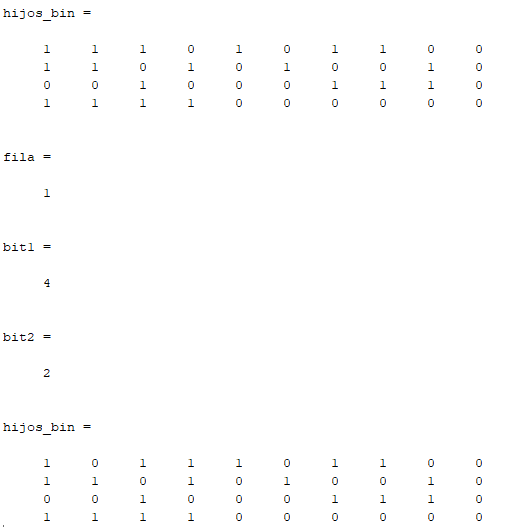 hijos_bin =
1 1 1 0 1 0 1 1 0 0
1 1 0 1 0 1 0 0 1 0
0 0 1 0 0 0 1 1 1 0
1 1 1 1 0 0 0 0 0 0
fila =
1
bit1 =
4
bit2 =
2
hijos_bin =
1 0 1 1 1 0 1 1 0 0
1 1 0 1 0 1 0 0 1 0
0 0 1 0 0 0 1 1 1 0
1 1 1 1 0 0 0 0 0 0